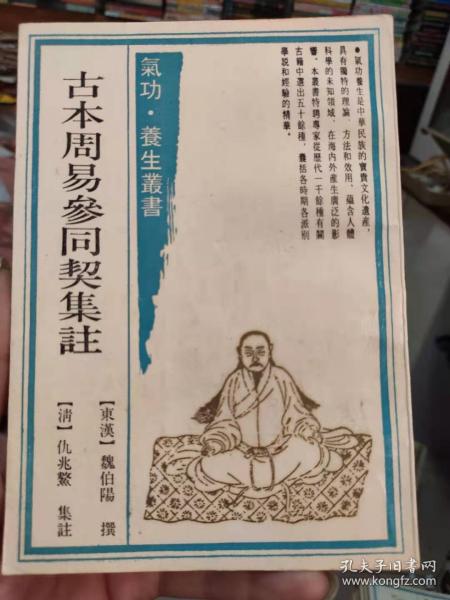 ●氣功養生是中華民族的寶貴文化遺産，
具有獨特的理論、方法和效用，蘊含人體
科學的未知領域，在海内外産生廣泛的影
響。本叢書特聘專家從歷代一千餘種有關
古籍中選出五十餘種，囊括各時期各派别
學説和經驗的精華。
氣功·養生叢書
古本周易參同契集註
【東漢】魏伯陽 撰
【清】仇兆鰲 集註
孔夫子旧书网
www.kongfz.com